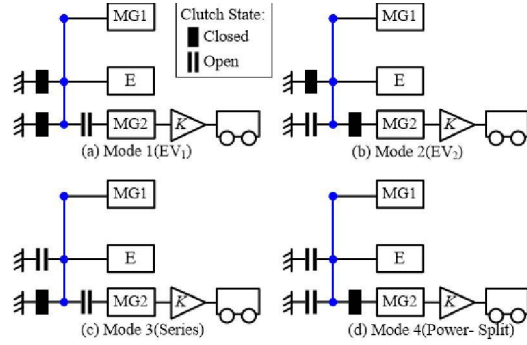 MG1
Clutch State:
Closed
Open
E
MG2
K
(a) Mode 1(EV₁)
MG1
E
MG2
K
(b) Mode 2(EV₂)
MG1
E
MG2
K
(c) Mode 3(Series)
MG1
E
MG2
K
(d) Mode 4(Power- Split)